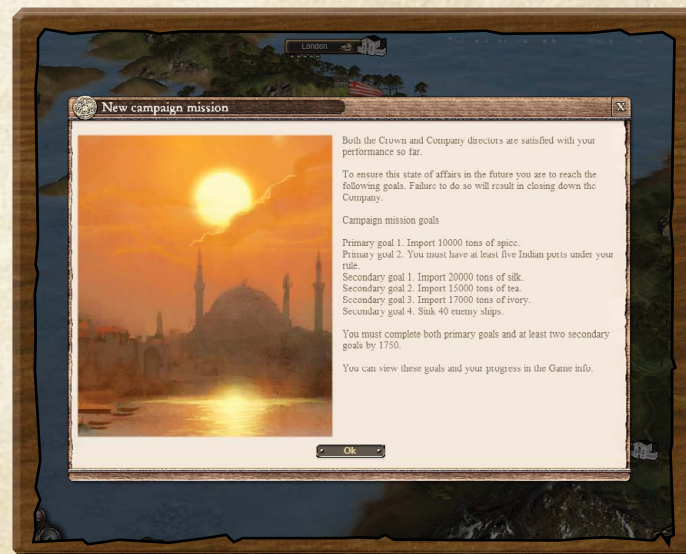 London
New campaign mission
X
Both the Crown and Company directors are satisfied with your
performance so far.
To ensure this state of affairs in the future you are to reach the
following goals. Failure to do so will result in closing down the
Company.
Campaign mission goals
Primary goal 1. Import 10000 tons of spice.
Primary goal 2. You must have at least five Indian ports under your
rule.
Secondary goal 1. Import 20000 tons of silk.
Secondary goal 2. Import 15000 tons of tea.
Secondary goal 3. Import 17000 tons of ivory.
Secondary goal 4. Sink 40 enemy ships.
You must complete both primary goals and at least two secondary
goals by 1750.
You can view these goals and your progress in the Game info.
Ok